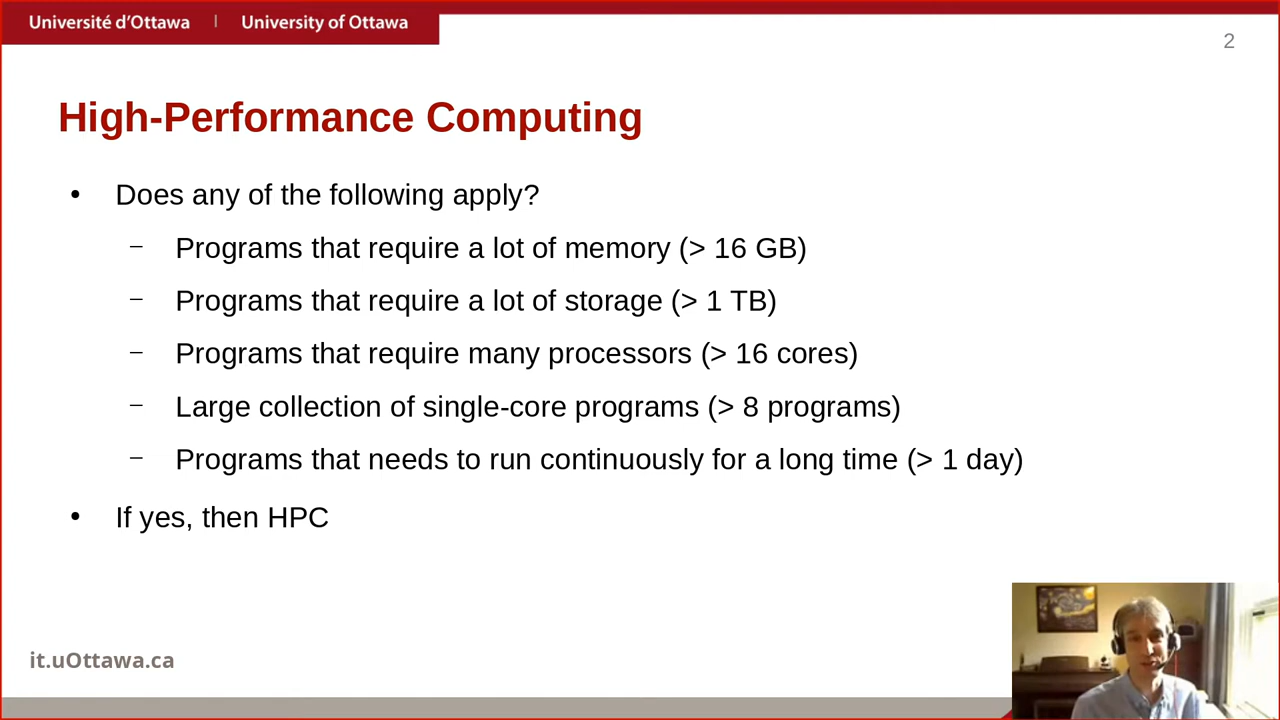 Université d'Ottawa | University of Ottawa
2
High-Performance Computing
• Does any of the following apply?
– Programs that require a lot of memory (> 16 GB)
– Programs that require a lot of storage (> 1 TB)
– Programs that require many processors (> 16 cores)
– Large collection of single-core programs (> 8 programs)
– Programs that needs to run continuously for a long time (> 1 day)
• If yes, then HPC
it.uOttawa.ca